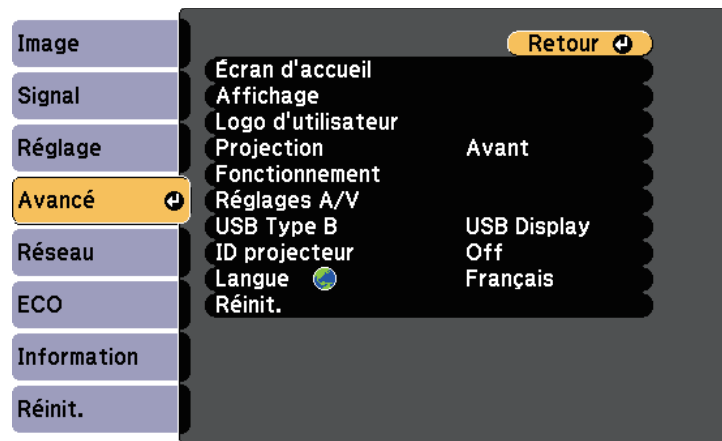 Image
Signal
Réglage
Avancé
Réseau
ECO
Information
Réinit.
Retour
Écran d'accueil
Affichage
Logo d'utilisateur
Projection Avant
Fonctionnement
Réglages A/V
USB Type B USB Display
ID projecteur Off
Langue Français
Réinit.